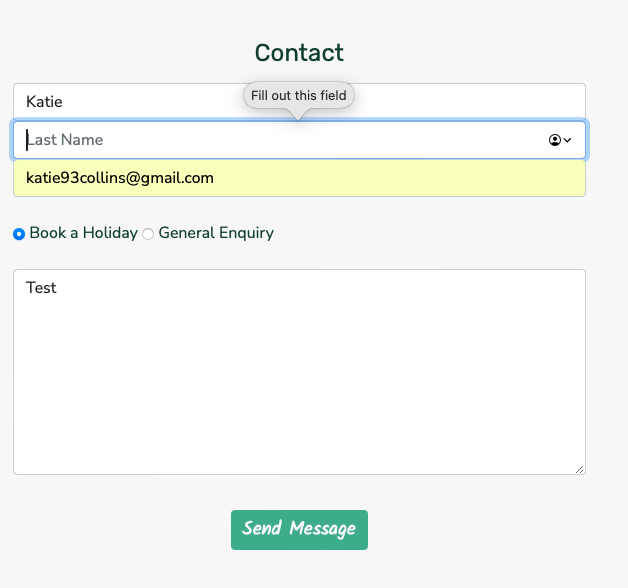 Contact
Katie
Fill out this field
Last Name
katie93collins@gmail.com
Book a Holiday General Enquiry
Test
Send Message